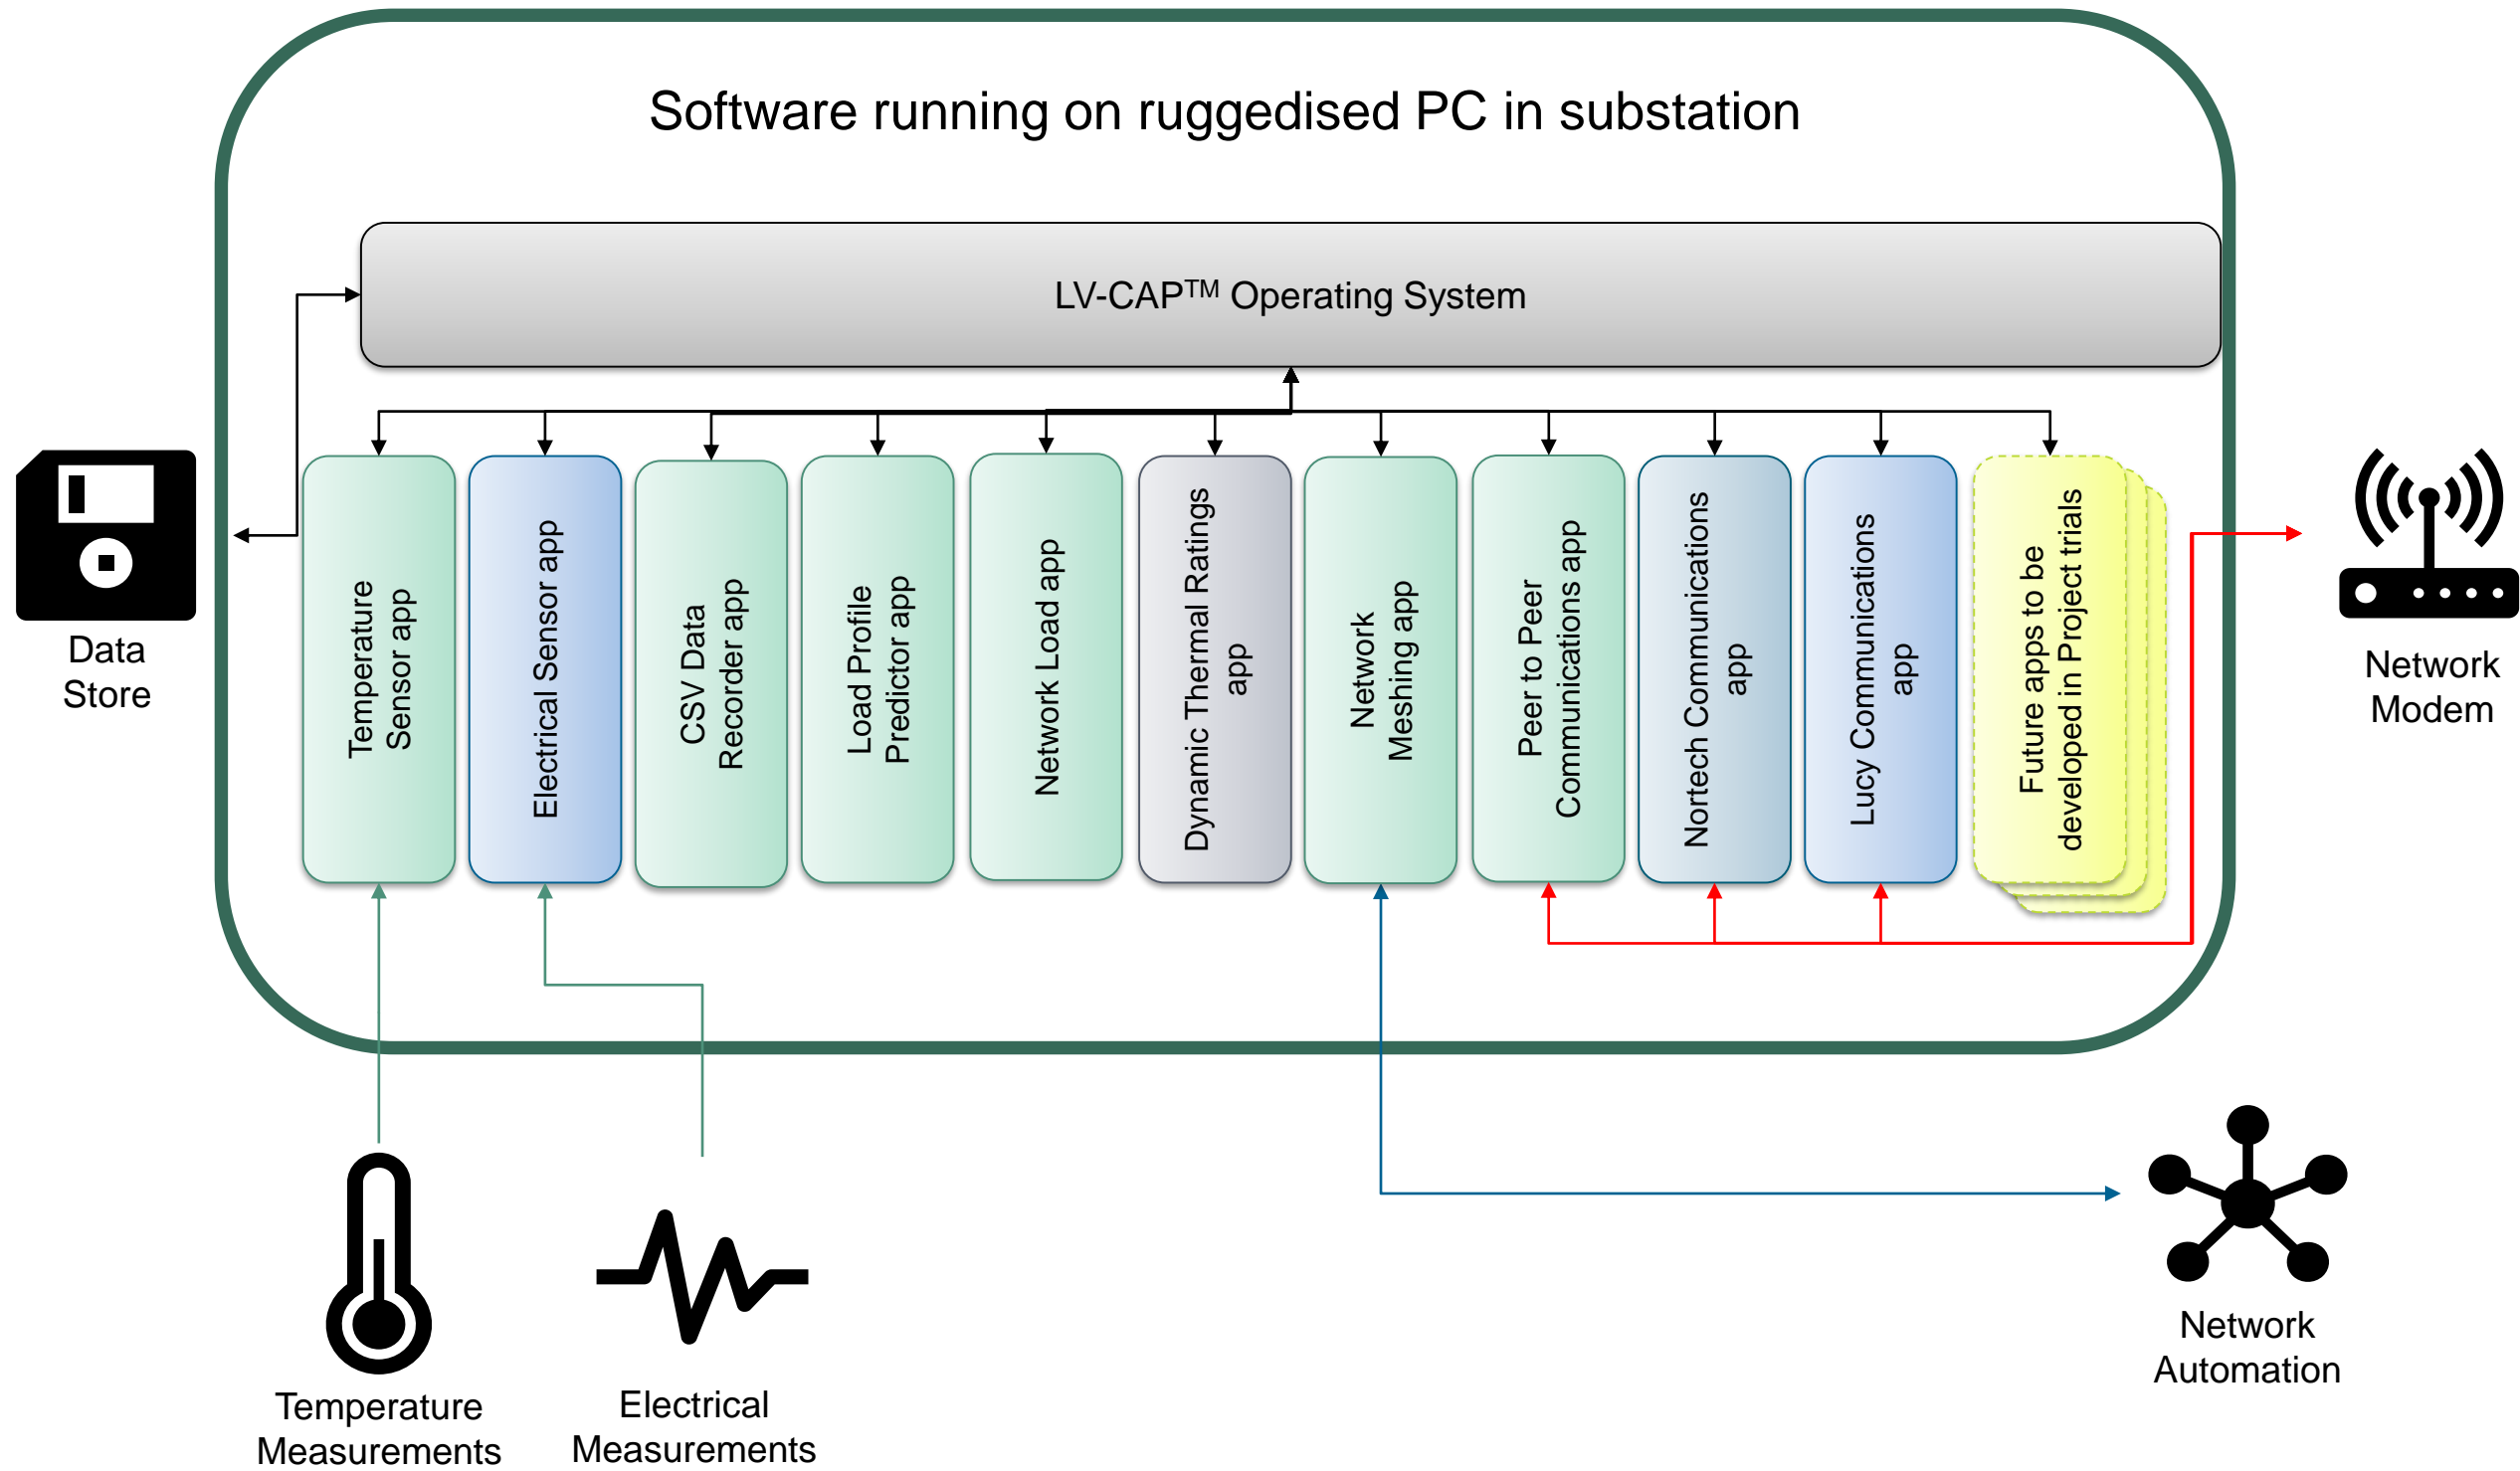 Software running on ruggedised PC in substation
LV-CAP™ Operating System
Data
Store
Temperature
Sensor app
Electrical Sensor app
CSV Data
Recorder app
Load Profile
Predictor app
Network Load app
Dynamic Thermal Ratings
app
Network
Meshing app
Peer to Peer
Communications app
Nortech Communications
app
Lucy Communications
app
Future apps to be
developed in Project trials
Network
Modem
Temperature
Measurements
Electrical
Measurements
Network
Automation